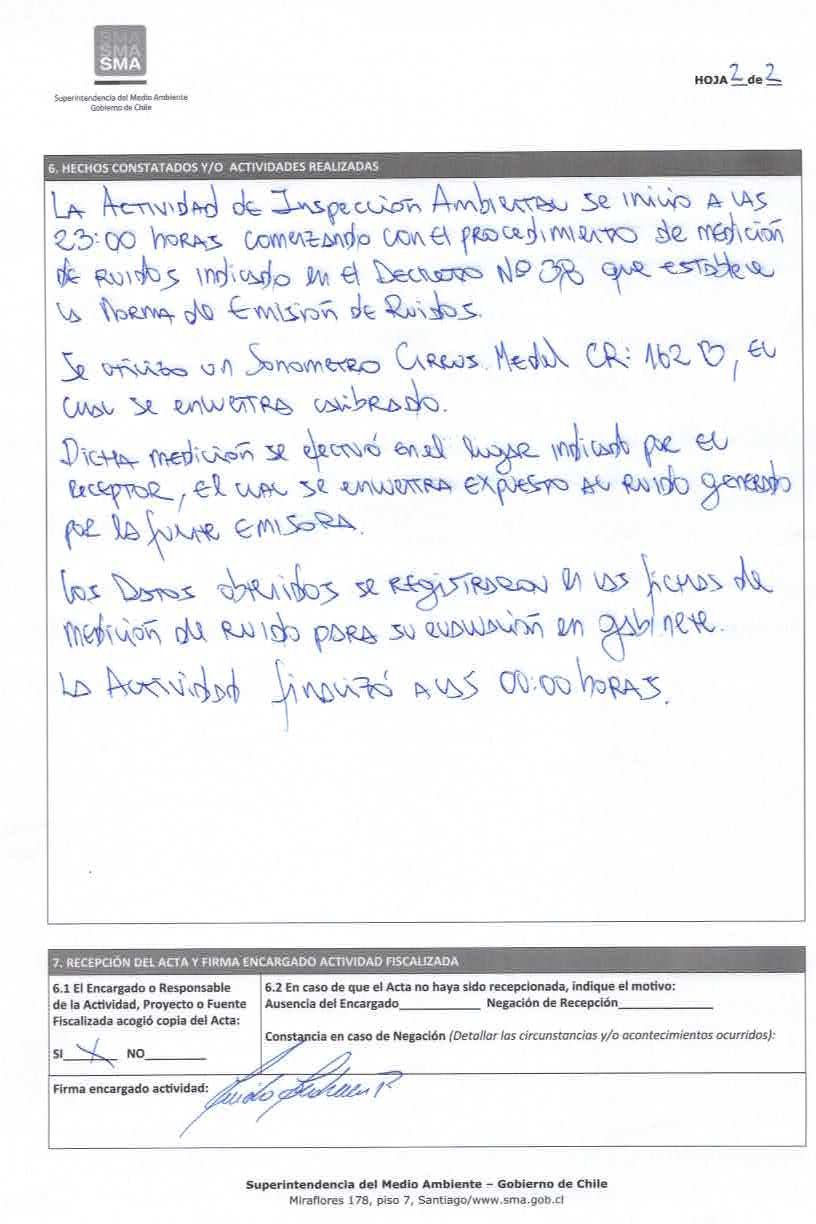 SMA
SMA
SMA
Superintendencia del Medio Ambiente
Gobierno de Chile
HOJA 2 de 2
6. HECHOS CONSTATADOS Y/O ACTIVIDADES REALIZADAS
LA ACTIVIDAD de Inspección AMBIENTAL se inicio A LAS
23:00 horas comenzando con el procedimiento de medición
de RUIDOS indicado en el DECRETO Nº 38 que establece
la NORMA de Emisión de Ruidos.
Se utilizo un Sonometro CIRRUS. Model CR: 162 B, EL
CUAL SE ENCUENTRA calibrado.
DICHA MEDICIÓN se efectuó en el lugar indicado por EL
RECEPTOR, El CUAL SE ENCUENTRA EXPUESTO AL RUIDO generado
por la fuente EMISORA.
Los Datos obtenidos se REGISTRARON en las fichas de
MEDICIÓN de RUIDO PARA su evaluación en gabinete.
LA ACTIVIDAD finalizó A LAS 00:00 horas.
7. RECEPCIÓN DEL ACTA Y FIRMA ENCARGADO ACTIVIDAD FISCALIZADA
6.1 El Encargado o Responsable
de la Actividad, Proyecto o Fuente
Fiscalizada acogió copia del Acta:
SI X NO
6.2 En caso de que el Acta no haya sido recepcionada, indique el motivo:
Ausencia del Encargado____________ Negación de Recepción______________
Constancia en caso de Negación (Detallar las circunstancias y/o acontecimientos ocurridos):
Firma encargado actividad:
Superintendencia del Medio Ambiente – Gobierno de Chile
Miraflores 178, piso 7, Santiago/www.sma.gob.cl